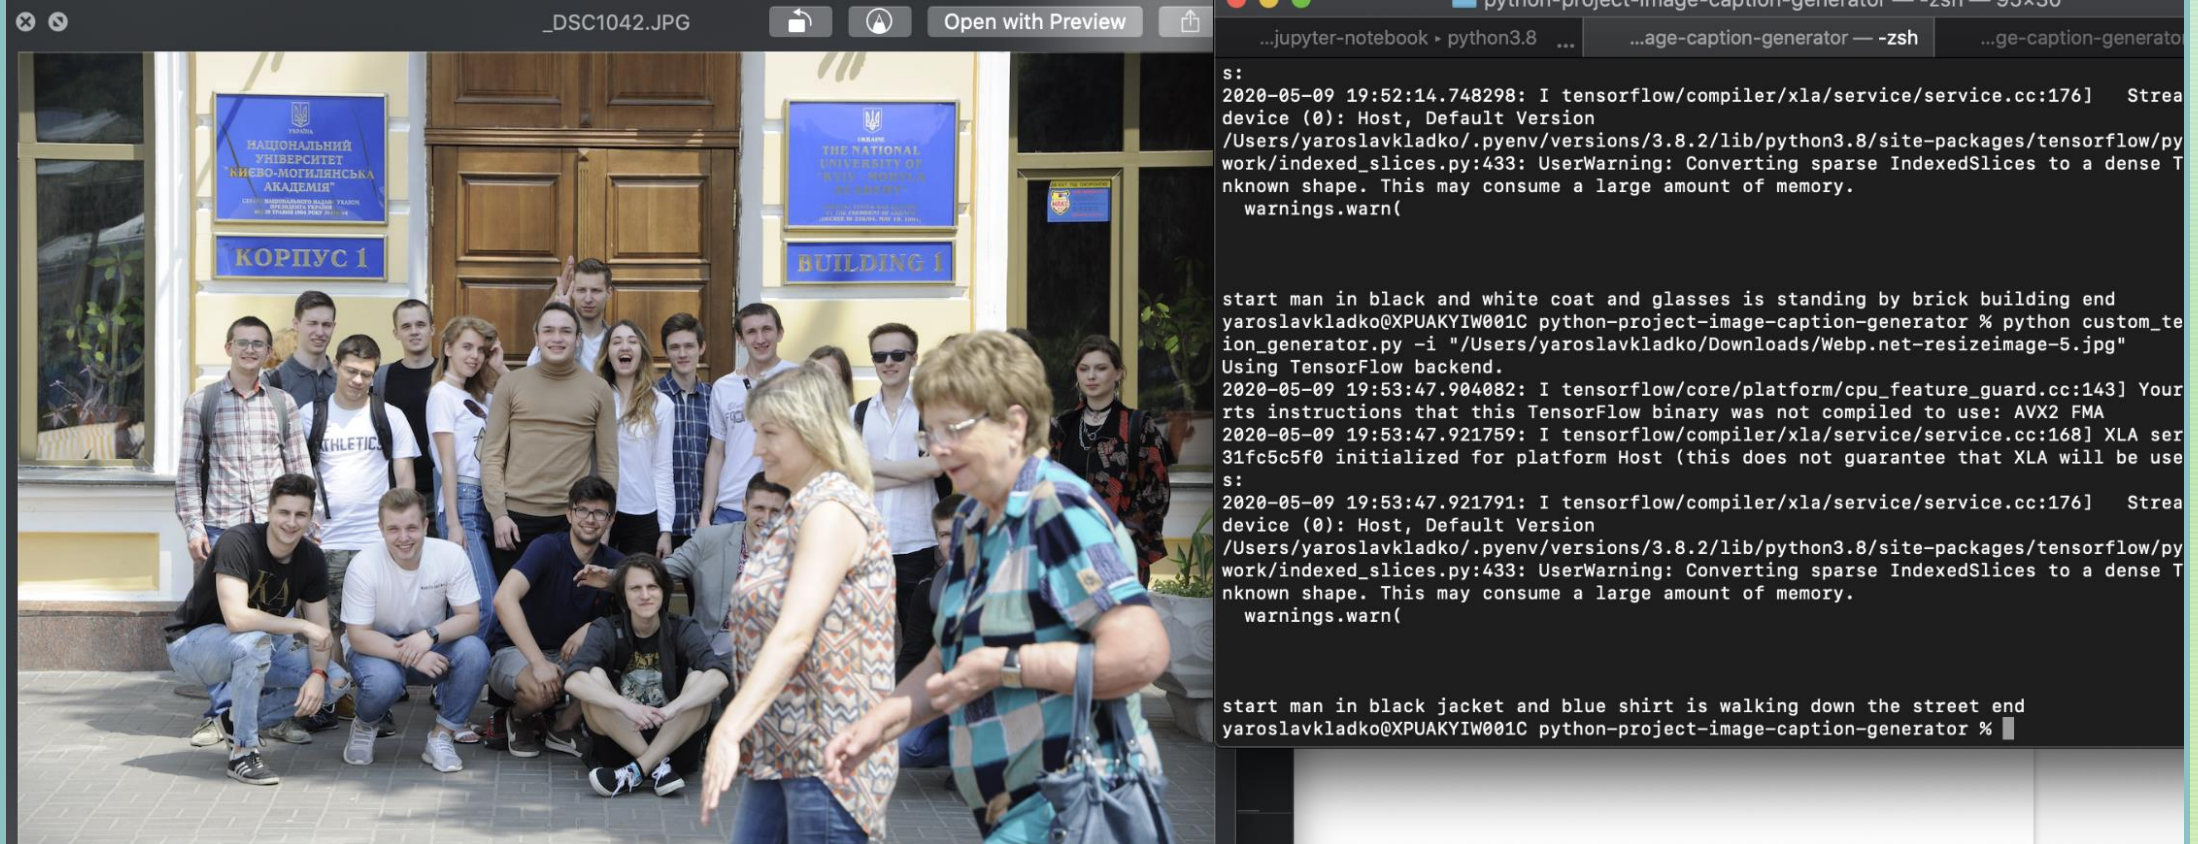 _DSC1042.JPG
Open with Preview
УКРАЇНА
НАЦІОНАЛЬНИЙ
УНІВЕРСИТЕТ
"КИЄВО-МОГИЛЯНСЬКА
АКАДЕМІЯ"
КОРПУС 1
UKRAINE
THE NATIONAL
UNIVERSITY OF
"KYIV-MOHYLA
ACADEMY"
BUILDING 1
ATHLETICS
KA
python-project-image-caption-generator — -zsh — 93×36
...jupyter-notebook ▸ python3.8 ...
...age-caption-generator — -zsh
...ge-caption-generator
s:
2020-05-09 19:52:14.748298: I tensorflow/compiler/xla/service/service.cc:176]   Strea
device (0): Host, Default Version
/Users/yaroslavkladko/.pyenv/versions/3.8.2/lib/python3.8/site-packages/tensorflow/py
work/indexed_slices.py:433: UserWarning: Converting sparse IndexedSlices to a dense T
nknown shape. This may consume a large amount of memory.
  warnings.warn(
start man in black and white coat and glasses is standing by brick building end
yaroslavkladko@XPUAKYIW001C python-project-image-caption-generator % python custom_te
ion_generator.py -i "/Users/yaroslavkladko/Downloads/Webp.net-resizeimage-5.jpg"
Using TensorFlow backend.
2020-05-09 19:53:47.904082: I tensorflow/core/platform/cpu_feature_guard.cc:143] Your
rts instructions that this TensorFlow binary was not compiled to use: AVX2 FMA
2020-05-09 19:53:47.921759: I tensorflow/compiler/xla/service/service.cc:168] XLA ser
31fc5c5f0 initialized for platform Host (this does not guarantee that XLA will be use
s:
2020-05-09 19:53:47.921791: I tensorflow/compiler/xla/service/service.cc:176]   Strea
device (0): Host, Default Version
/Users/yaroslavkladko/.pyenv/versions/3.8.2/lib/python3.8/site-packages/tensorflow/py
work/indexed_slices.py:433: UserWarning: Converting sparse IndexedSlices to a dense T
nknown shape. This may consume a large amount of memory.
  warnings.warn(
start man in black jacket and blue shirt is walking down the street end
yaroslavkladko@XPUAKYIW001C python-project-image-caption-generator %